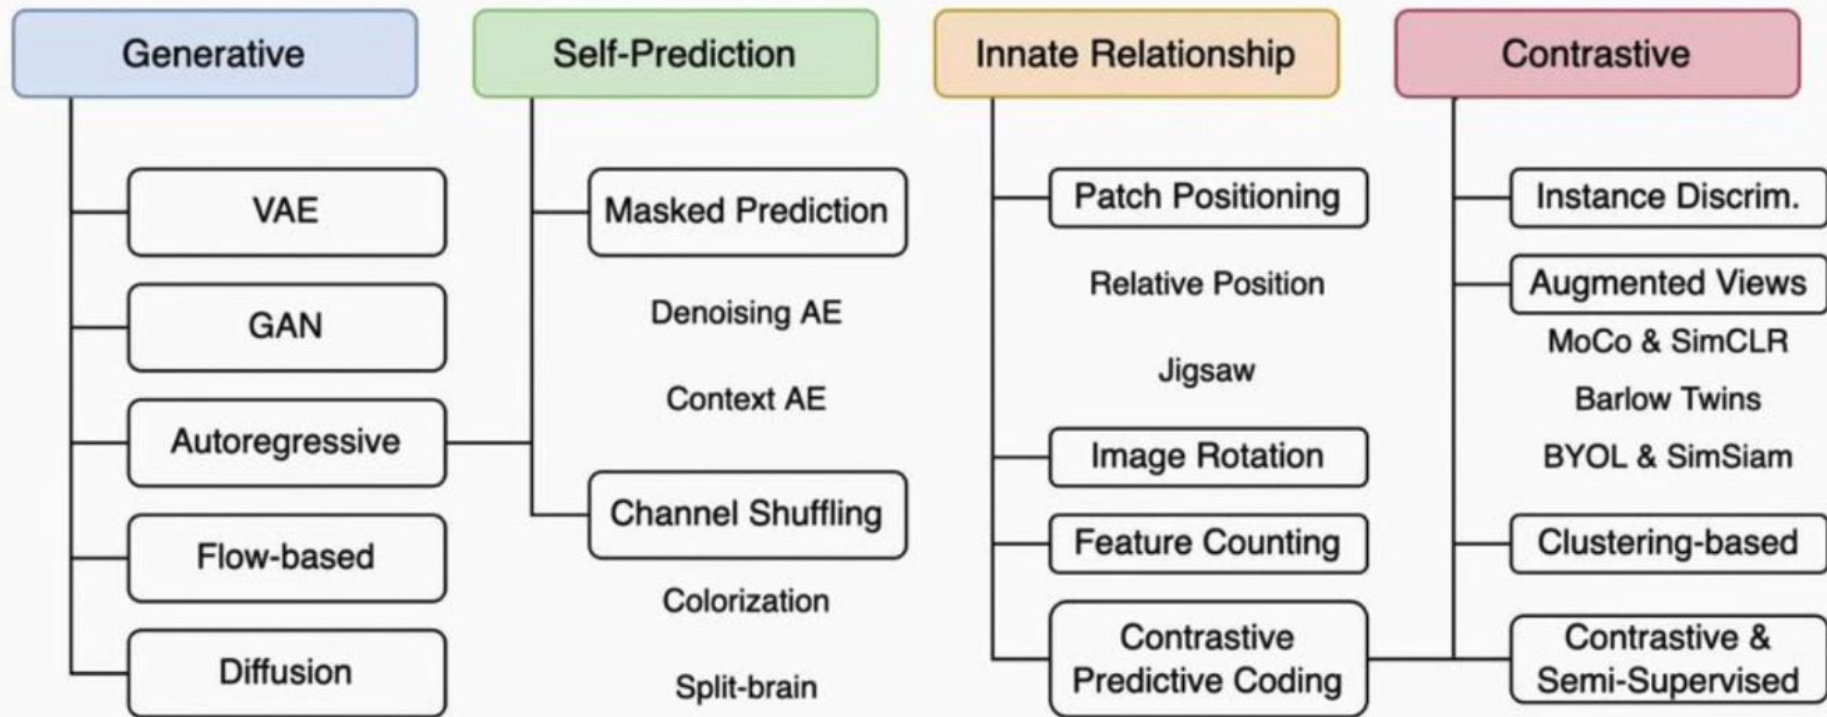 Generative
VAE
GAN
Autoregressive
Flow-based
Diffusion
Self-Prediction
Masked Prediction
Denoising AE
Context AE
Channel Shuffling
Colorization
Split-brain
Innate Relationship
Patch Positioning
Relative Position
Jigsaw
Image Rotation
Feature Counting
Contrastive
Predictive Coding
Contrastive
Instance Discrim.
Augmented Views
MoCo & SimCLR
Barlow Twins
BYOL & SimSiam
Clustering-based
Contrastive &
Semi-Supervised